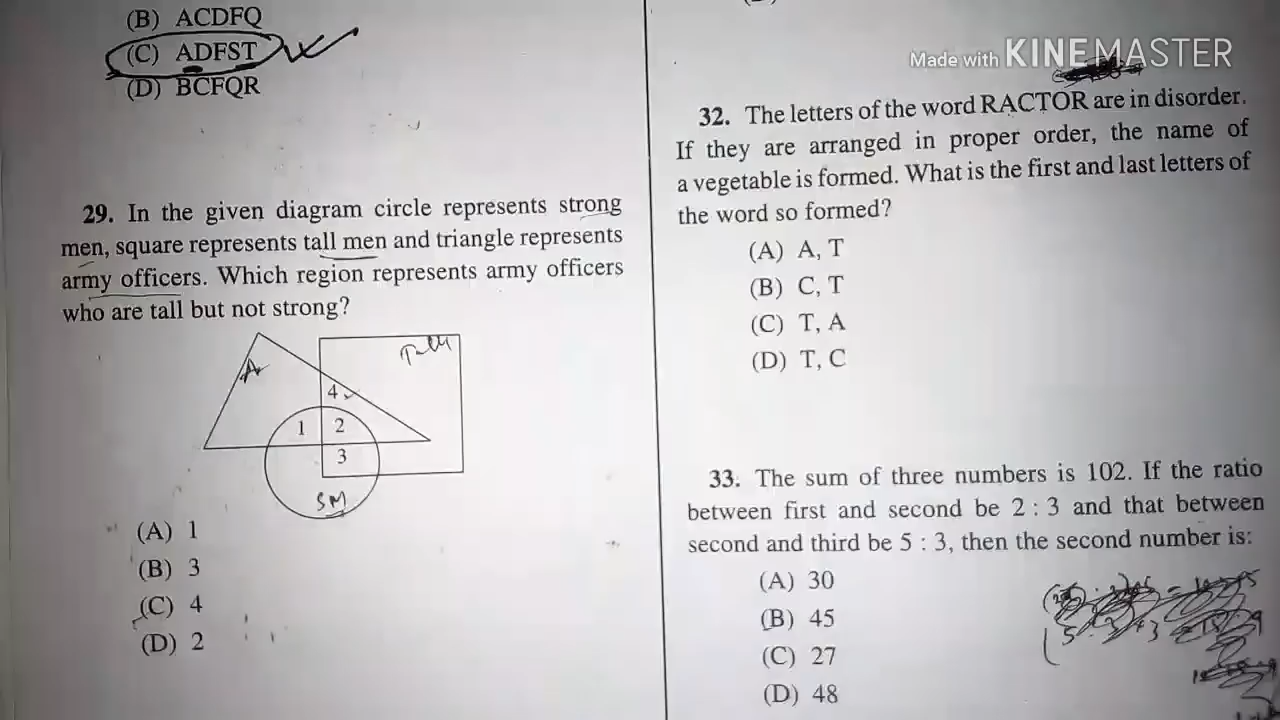 (B) ACDFQ
(C) ADFST
(D) BCFQR
29. In the given diagram circle represents strong
men, square represents tall men and triangle represents
army officers. Which region represents army officers
who are tall but not strong?
A
Tall
4
1 2
3
SM
(A) 1
(B) 3
(C) 4
(D) 2
Made with KINEMASTER
32. The letters of the word RACTOR are in disorder.
If they are arranged in proper order, the name of
a vegetable is formed. What is the first and last letters of
the word so formed?
(A) A, T
(B) C, T
(C) T, A
(D) T, C
33. The sum of three numbers is 102. If the ratio
between first and second be 2 : 3 and that between
second and third be 5 : 3, then the second number is:
(A) 30
(B) 45
(C) 27
(D) 48